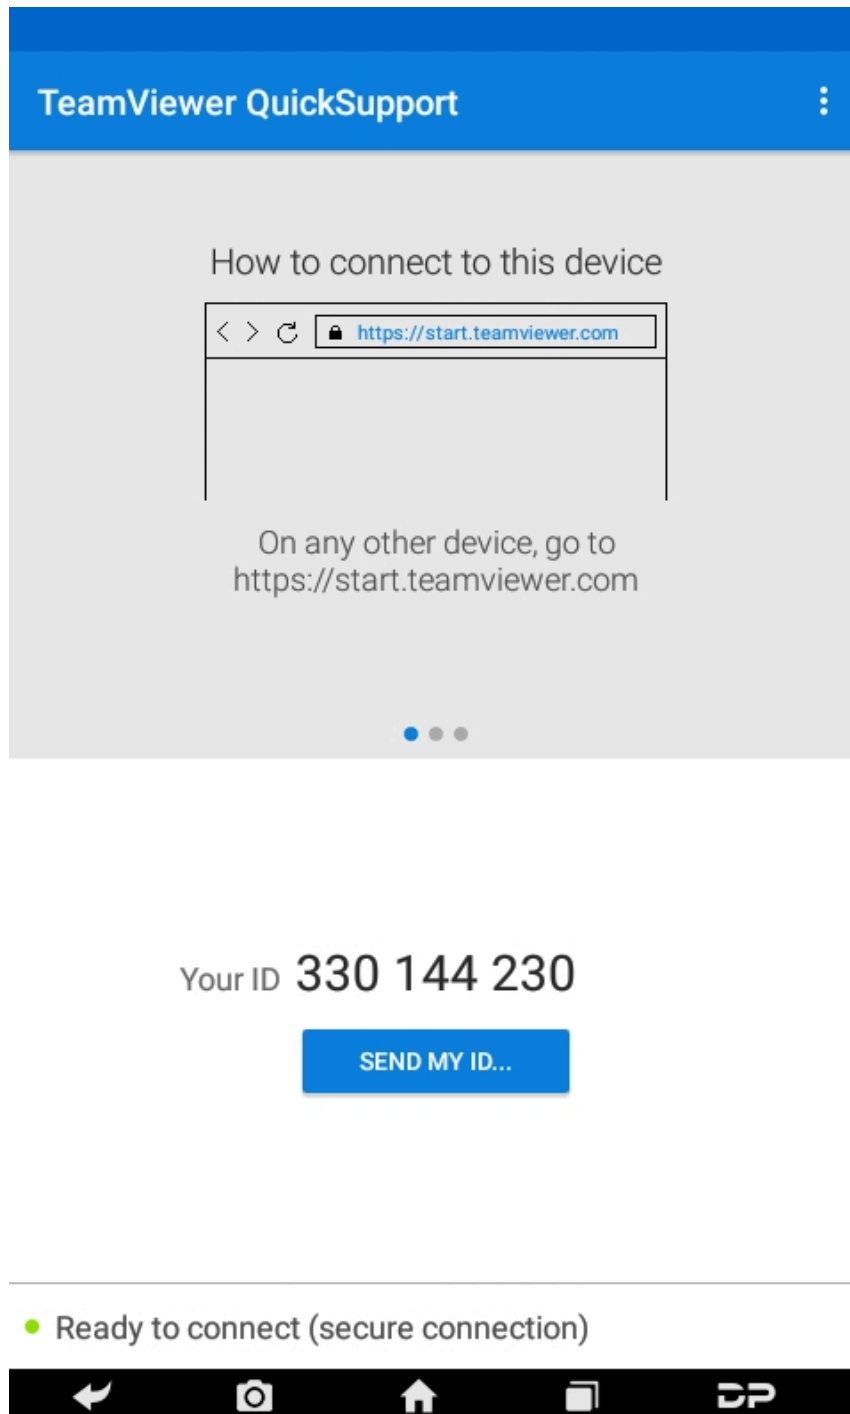 TeamViewer QuickSupport
How to connect to this device
https://start.teamviewer.com
On any other device, go to
https://start.teamviewer.com
Your ID 330 144 230
SEND MY ID...
Ready to connect (secure connection)
DP